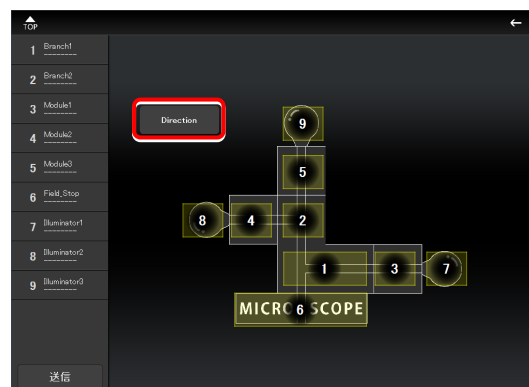 TOP ←
1 Branch1
--------
2 Branch2
--------
3 Module1
--------
4 Module2
--------
5 Module3
--------
6 Field_Stop
--------
7 Illuminator1
--------
8 Illuminator2
--------
9 Illuminator3
--------
送信
Direction
9
5
8 4 2
1 3 7
MICRO 6 SCOPE